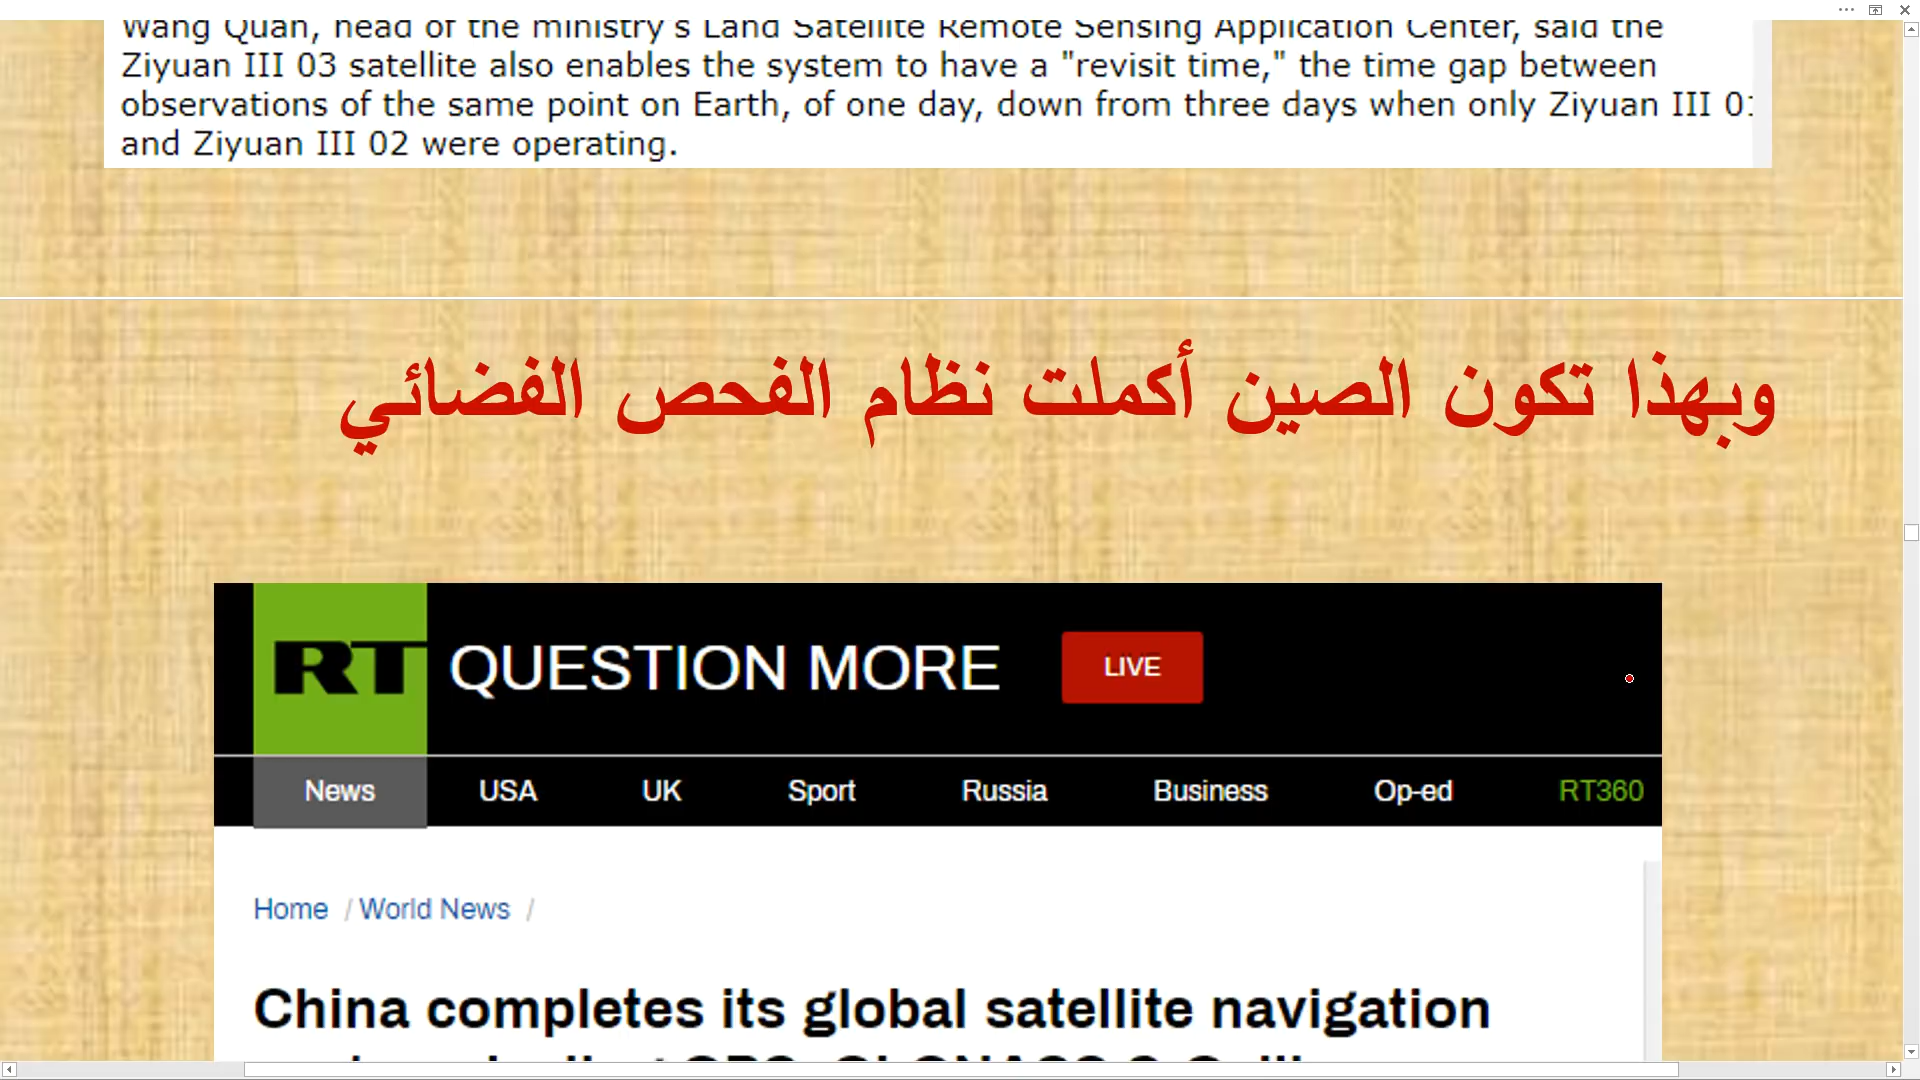 Wang Quan, head of the ministry's Land Satellite Remote Sensing Application Center, said the
Ziyuan III 03 satellite also enables the system to have a "revisit time," the time gap between
observations of the same point on Earth, of one day, down from three days when only Ziyuan III 01
and Ziyuan III 02 were operating.
وبهذا تكون الصين أكملت نظام الفحص الفضائي
RT QUESTION MORE LIVE
News USA UK Sport Russia Business Op-ed RT360
Home / World News /
China completes its global satellite navigation